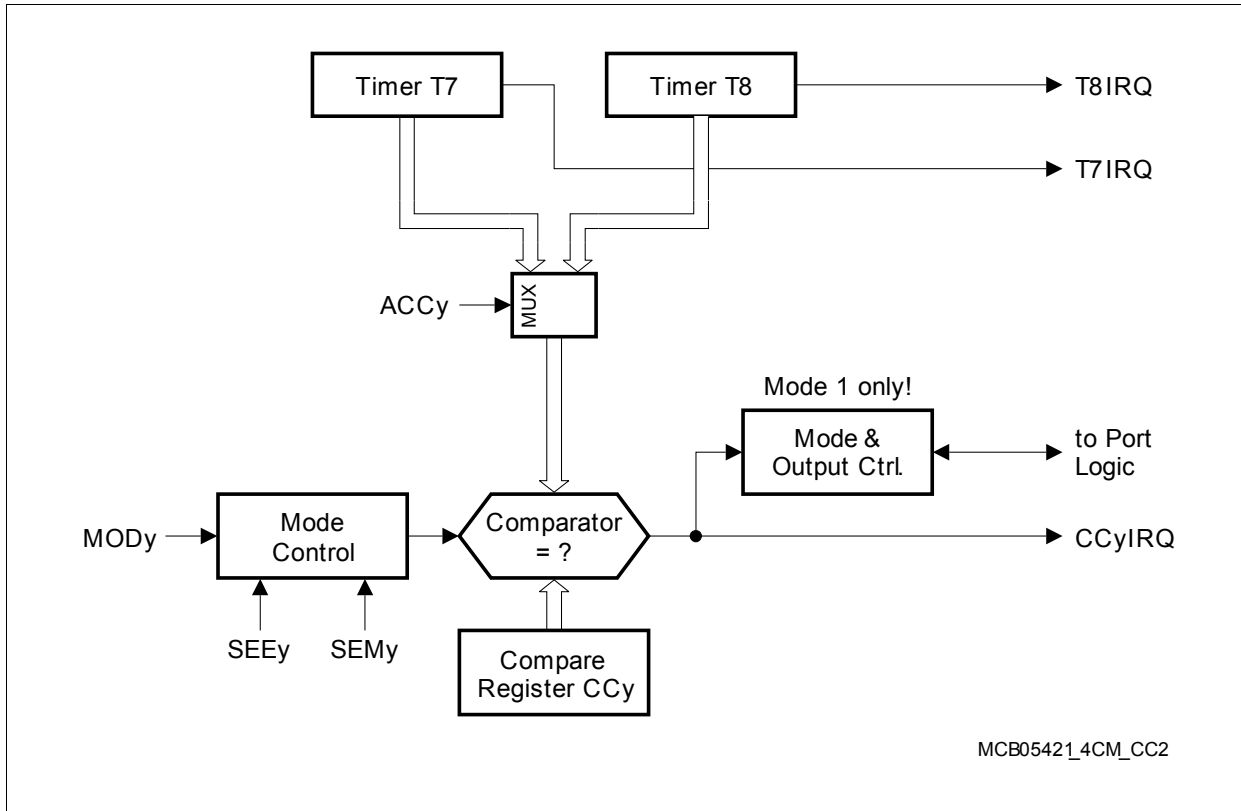 Timer T7
Timer T8
T8IRQ
T7IRQ
ACCy
MUX
Mode 1 only!
Mode &
Output Ctrl.
to Port
Logic
MODy
Mode
Control
Comparator
= ?
CCyIRQ
SEEy
SEMy
Compare
Register CCy
MCB05421_4CM_CC2